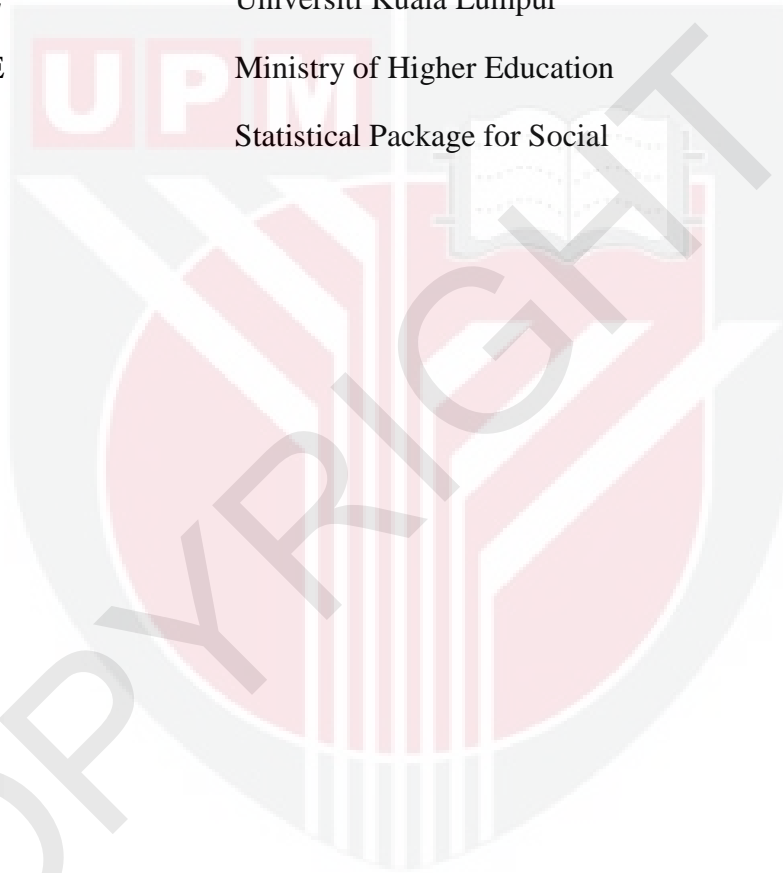 Universiti Kuala Lumpur
E Ministry of Higher Education
Statistical Package for Social
UPM
COPYRIGHT